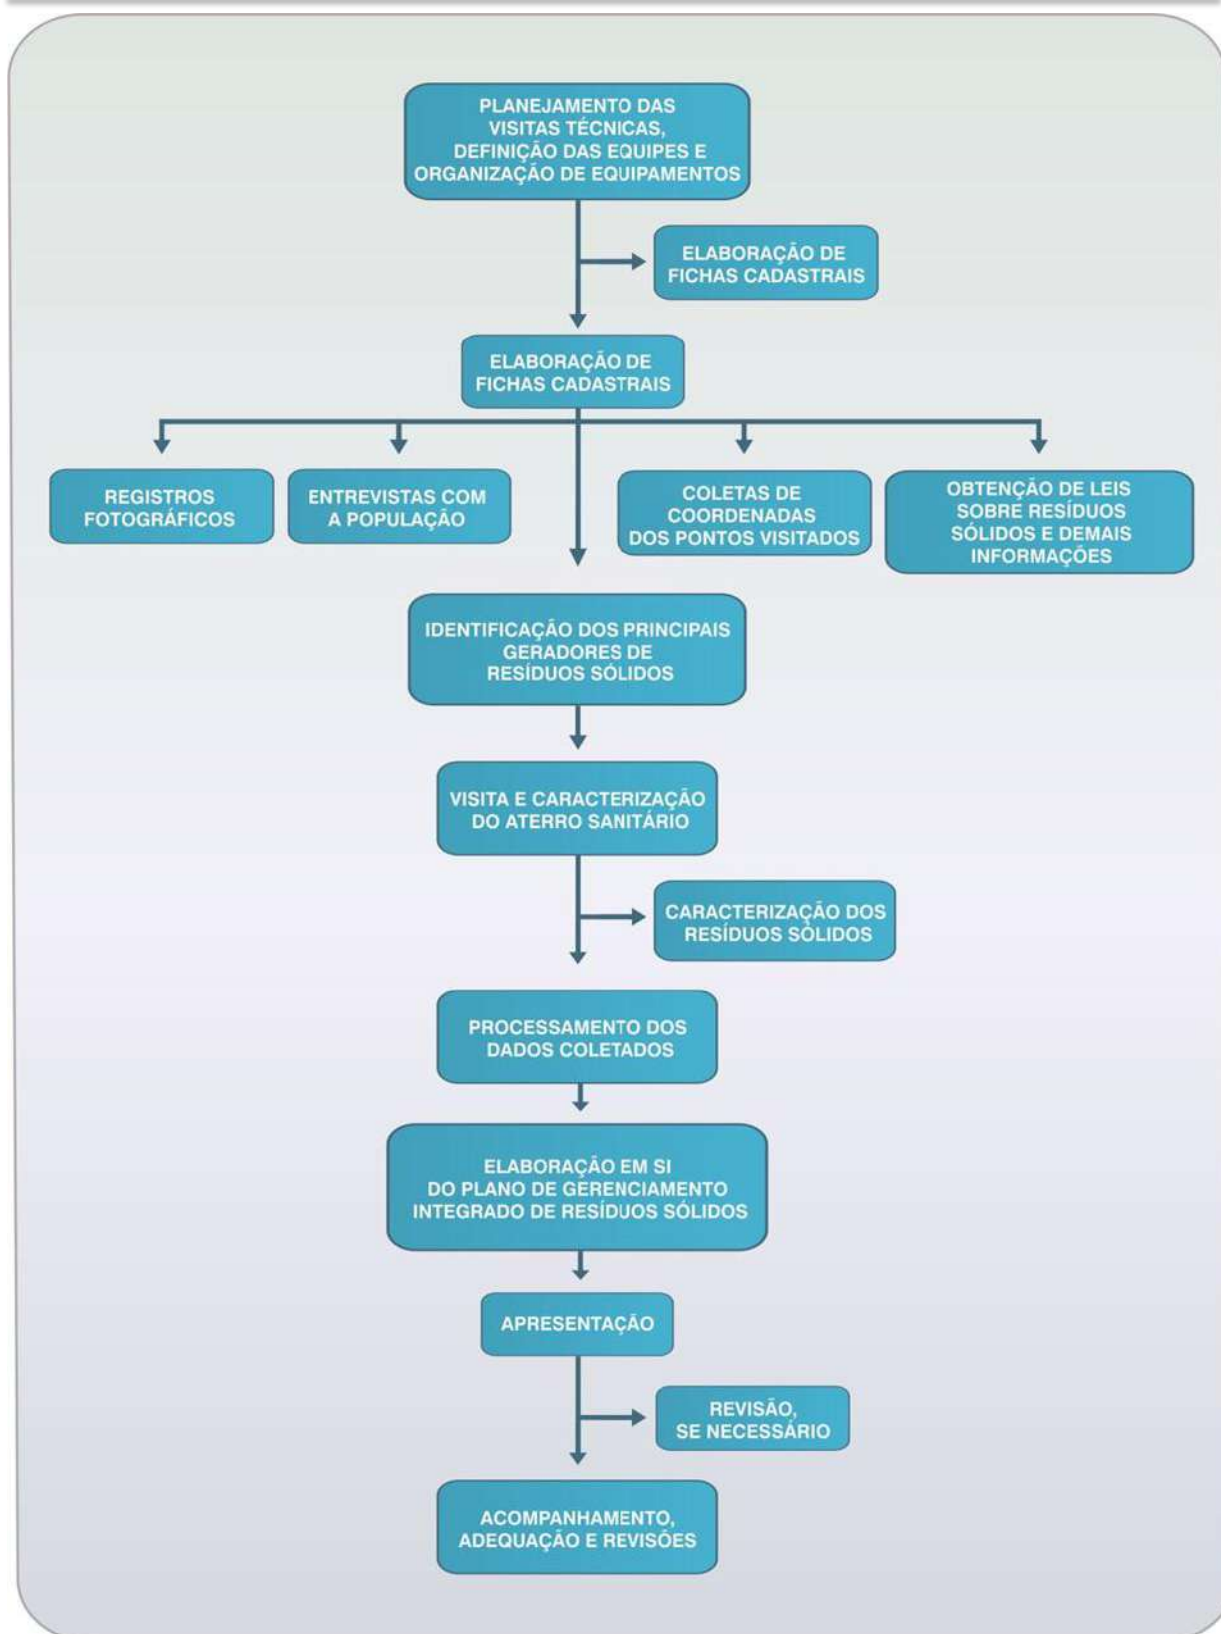 PLANEJAMENTO DAS
VISITAS TÉCNICAS,
DEFINIÇÃO DAS EQUIPES E
ORGANIZAÇÃO DE EQUIPAMENTOS
ELABORAÇÃO DE
FICHAS CADASTRAIS
ELABORAÇÃO DE
FICHAS CADASTRAIS
REGISTROS
FOTOGRÁFICOS
ENTREVISTAS COM
A POPULAÇÃO
COLETAS DE
COORDENADAS
DOS PONTOS VISITADOS
OBTENÇÃO DE LEIS
SOBRE RESÍDUOS
SÓLIDOS E DEMAIS
INFORMAÇÕES
IDENTIFICAÇÃO DOS PRINCIPAIS
GERADORES DE
RESÍDUOS SÓLIDOS
VISITA E CARACTERIZAÇÃO
DO ATERRO SANITÁRIO
CARACTERIZAÇÃO DOS
RESÍDUOS SÓLIDOS
PROCESSAMENTO DOS
DADOS COLETADOS
ELABORAÇÃO EM SI
DO PLANO DE GERENCIAMENTO
INTEGRADO DE RESÍDUOS SÓLIDOS
APRESENTAÇÃO
REVISÃO,
SE NECESSÁRIO
ACOMPANHAMENTO,
ADEQUAÇÃO E REVISÕES